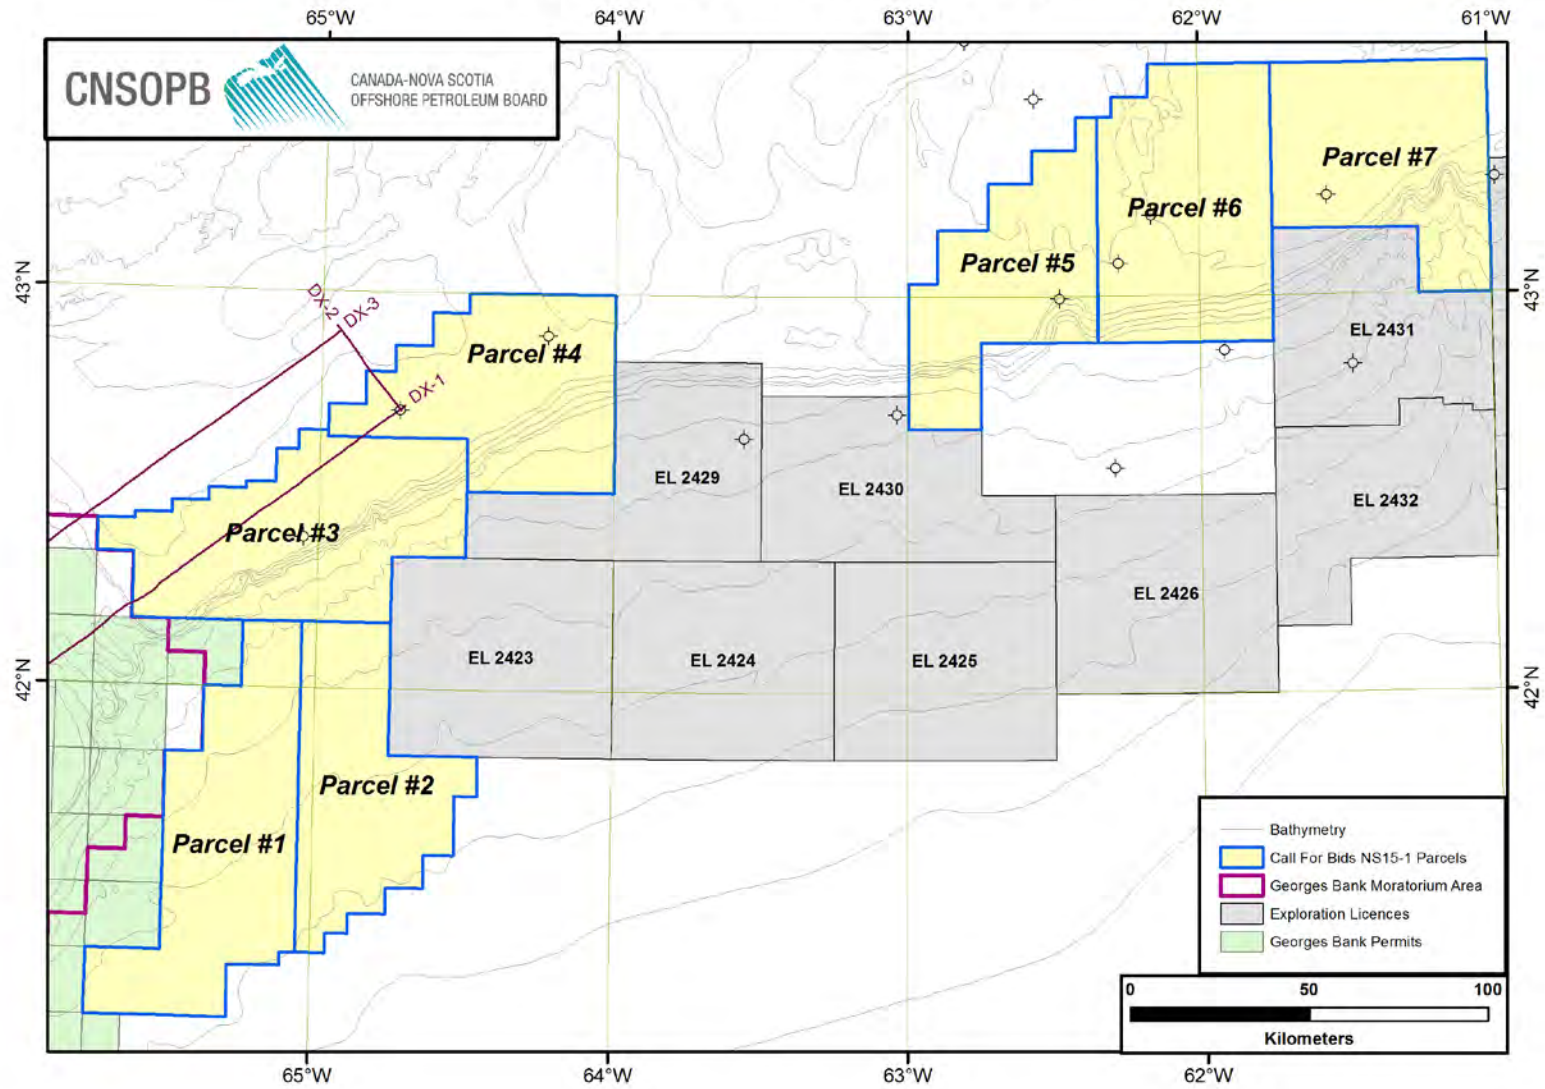 65°W
64°W
63°W
62°W
61°W
CNSOPB
CANADA-NOVA SCOTIA
OFFSHORE PETROLEUM BOARD
Parcel #7
Parcel #6
Parcel #5
43°N
43°N
DX-2
DX-3
EL 2431
Parcel #4
DX-1
EL 2429
EL 2430
EL 2432
Parcel #3
EL 2426
EL 2423
EL 2424
EL 2425
42°N
42°N
Parcel #2
Parcel #1
Bathymetry
Call For Bids NS15-1 Parcels
Georges Bank Moratorium Area
Exploration Licences
Georges Bank Permits
0
50
100
Kilometers
65°W
64°W
63°W
62°W